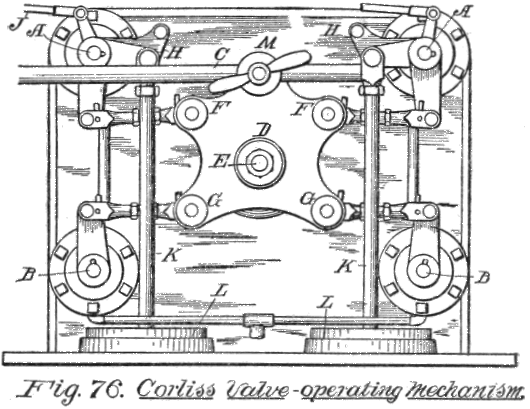 J A H C M H A
F D F
E
G G
B K K B
L L
Fig. 76. Corliss Valve-operating Mechanism